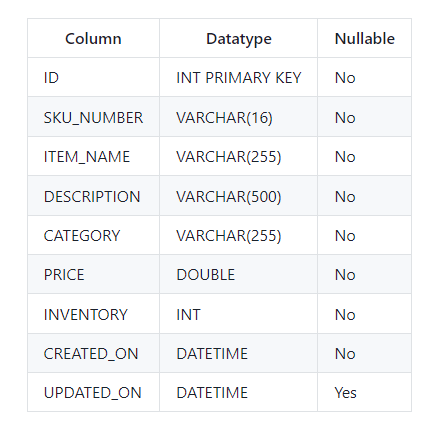 Column Datatype Nullable
ID INT PRIMARY KEY No
SKU_NUMBER VARCHAR(16) No
ITEM_NAME VARCHAR(255) No
DESCRIPTION VARCHAR(500) No
CATEGORY VARCHAR(255) No
PRICE DOUBLE No
INVENTORY INT No
CREATED_ON DATETIME No
UPDATED_ON DATETIME Yes